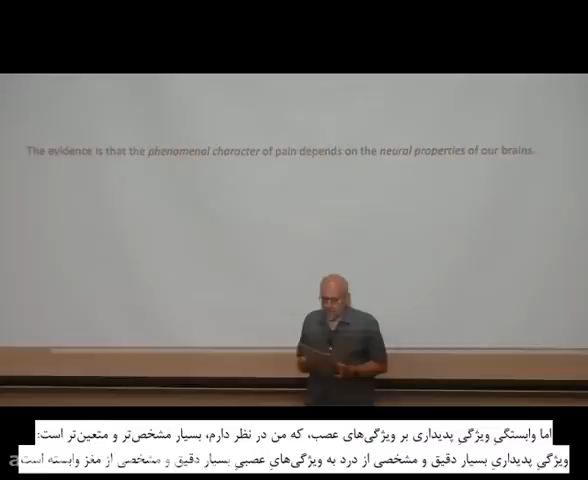 The evidence is that the phenomenal character of pain depends on the neural properties of our brains.
اما وابستگیِ ویژگیِ پدیداری بر ویژگی‌های عصب، که من در نظر دارم، بسیار مشخص‌تر و متعین‌تر است:
ویژگیِ پدیداریِ بسیار دقیق و مشخصی از درد به ویژگی‌هایِ عصبیِ بسیار دقیق و مشخصی از مغز وابسته است.